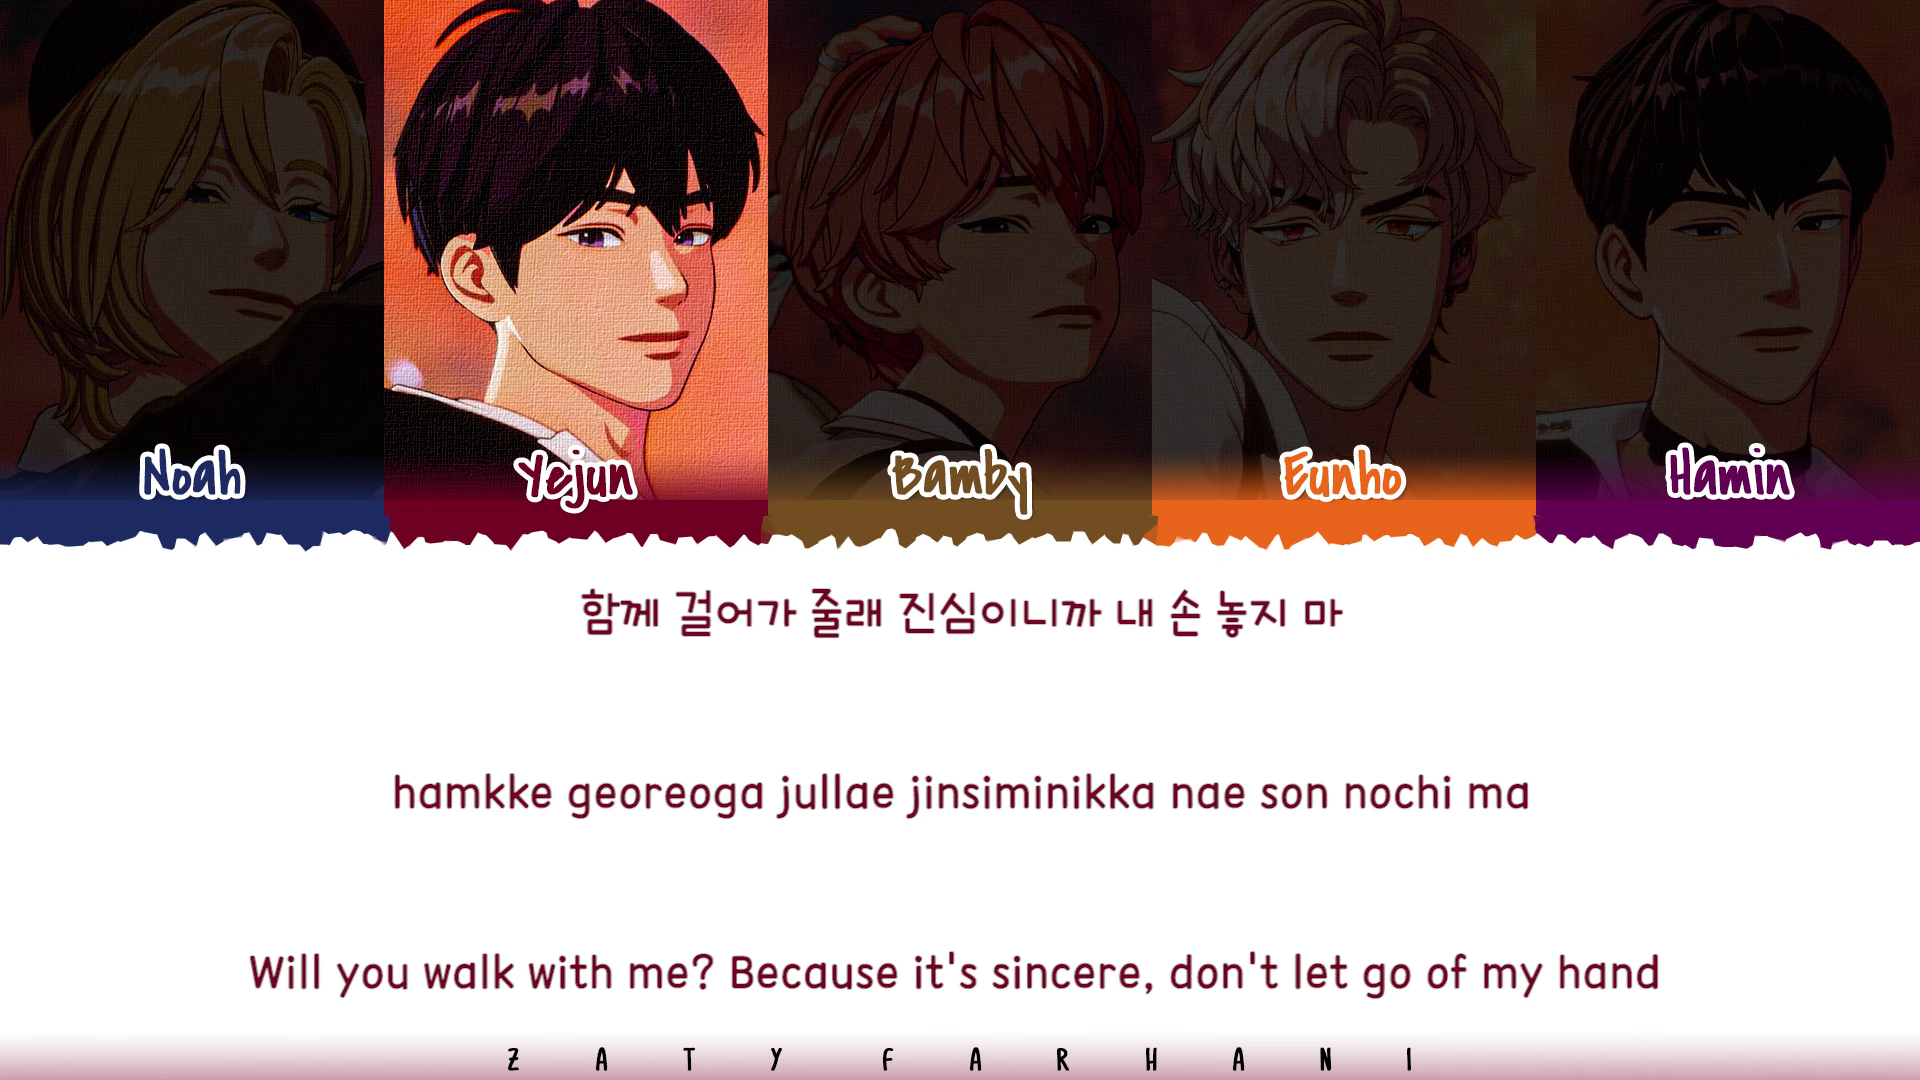 Noah
Yejun
Bamby
Eunho
Hamin
함께 걸어가 줄래 진심이니까 내 손 놓지 마
hamkke georeoga jullae jinsiminikka nae son nochi ma
Will you walk with me? Because it's sincere, don't let go of my hand
ZATY FARHANI